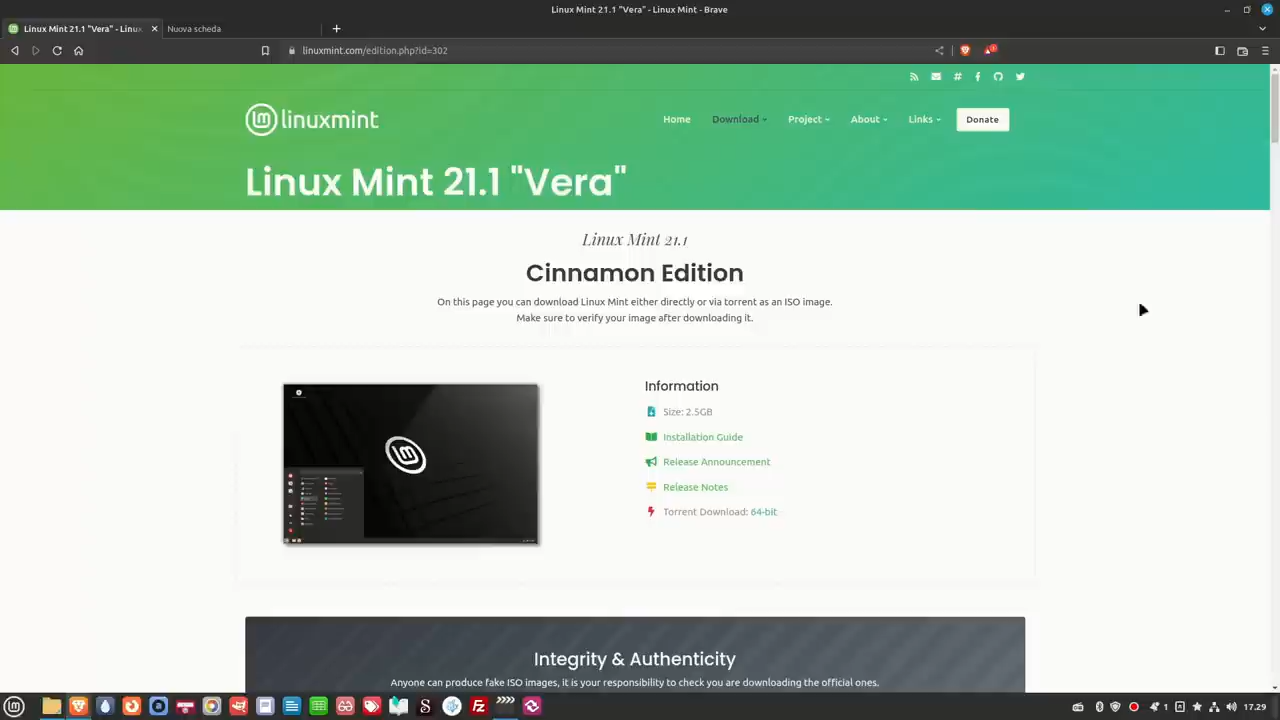 Linux Mint 21.1 "Vera" - Linux Mint - Brave
Linux Mint 21.1 "Vera" - Linu
Nuova scheda
linuxmint.com/edition.php?id=302
linuxmint
Home
Download
Project
About
Links
Donate
Linux Mint 21.1 "Vera"
Linux Mint 21.1
Cinnamon Edition
On this page you can download Linux Mint either directly or via torrent as an ISO image.
Make sure to verify your image after downloading it.
Information
Size: 2.5GB
Installation Guide
Release Announcement
Release Notes
Torrent Download: 64-bit
Integrity & Authenticity
Anyone can produce fake ISO images, it is your responsibility to check you are downloading the official ones.
1
17.29